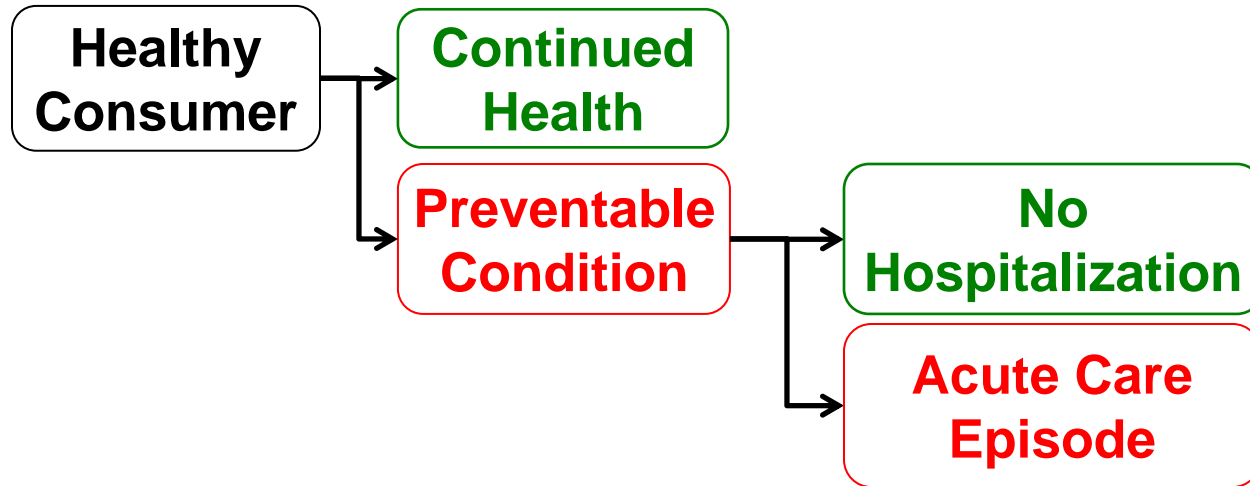 Healthy
Consumer
Continued
Health
Preventable
Condition
No
Hospitalization
Acute Care
Episode